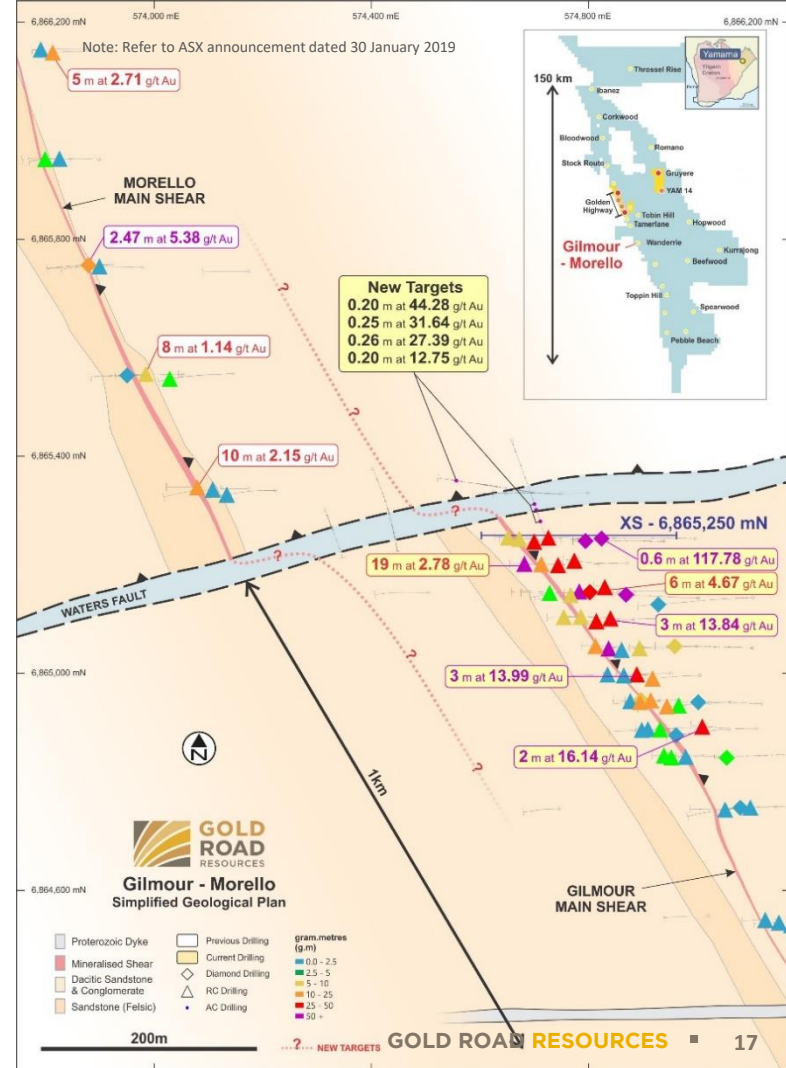 574,000 mE
574,400 mE
574,800 mE
6,866,200 mN
6,866,200 mN
Note: Refer to ASX announcement dated 30 January 2019
5 m at 2.71 g/t Au
MORELLO
MAIN SHEAR
2.47 m at 5.38 g/t Au
6,865,800 mN
8 m at 1.14 g/t Au
10 m at 2.15 g/t Au
6,865,400 mN
New Targets
0.20 m at 44.28 g/t Au
0.25 m at 31.64 g/t Au
0.26 m at 27.39 g/t Au
0.20 m at 12.75 g/t Au
150 km
Yamarna
Throssel Rise
Ibanez
Corkwood
Bloodwood
Romano
Stock Route
Gruyere
YAM 14
Golden
Highway
Tobin Hill
Hopwood
Tamerlane
Wanderrie
Kurrajong
Gilmour
- Morello
Beefwood
Toppin Hill
Spearwood
Pebble Beach
?
?
?
?
?
?
?
XS - 6,865,250 mN
0.6 m at 117.78 g/t Au
19 m at 2.78 g/t Au
6 m at 4.67 g/t Au
3 m at 13.84 g/t Au
WATERS FAULT
6,865,000 mN
3 m at 13.99 g/t Au
2 m at 16.14 g/t Au
N
1km
GOLD
ROAD
RESOURCES
Gilmour - Morello
Simplified Geological Plan
6,864,600 mN
GILMOUR
MAIN SHEAR
Proterozoic Dyke
Mineralised Shear
Dacitic Sandstone
& Conglomerate
Sandstone (Felsic)
Previous Drilling
Current Drilling
Diamond Drilling
RC Drilling
AC Drilling
gram.metres
(g.m)
0.0 - 2.5
2.5 - 5
5 - 10
10 - 25
25 - 50
50 +
200m
? NEW TARGETS
GOLD ROAD RESOURCES ▪ 17